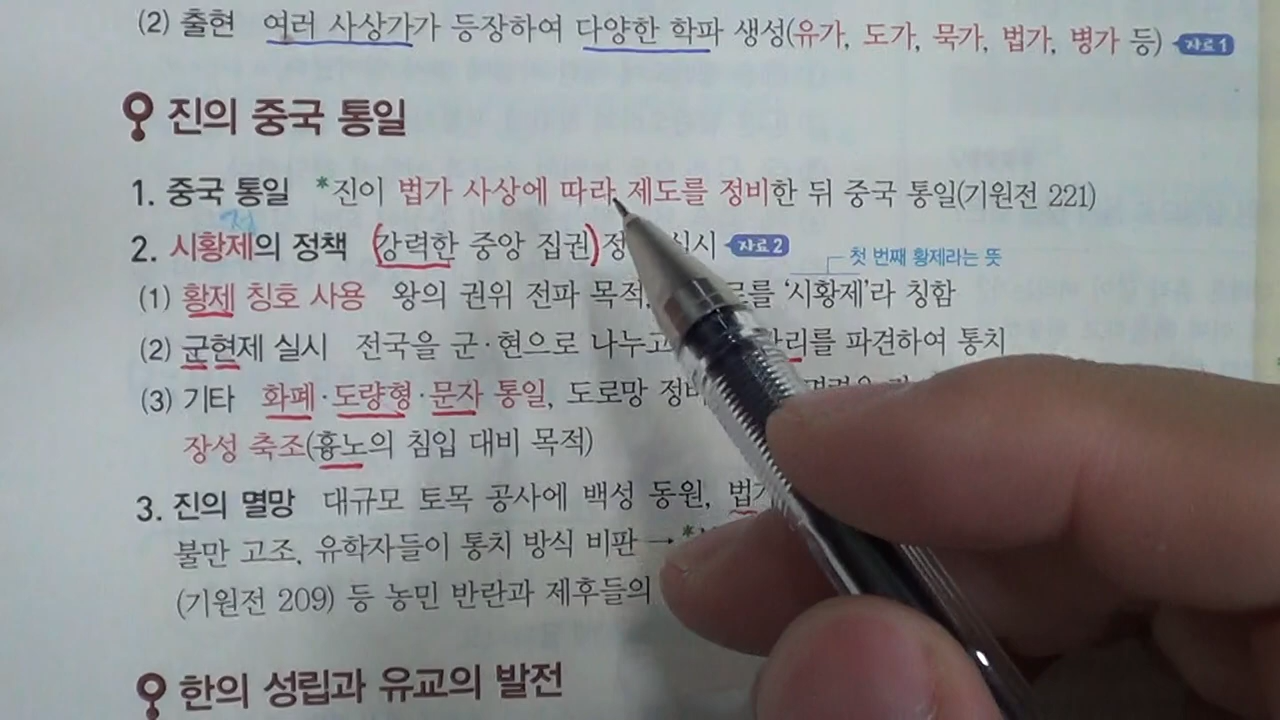 (2) 출현 여러 사상가가 등장하여 다양한 학파 생성(유가, 도가, 묵가, 법가, 병가 등) 자료1
진의 중국 통일
1. 중국 통일 *진이 법가 사상에 따라 제도를 정비한 뒤 중국 통일(기원전 221)
2. 시황제의 정책 (강력한 중앙 집권) 실시 자료2
첫 번째 황제라는 뜻
(1) 황제 칭호 사용 왕의 권위 전파 목적, '시황제'라 칭함
(2) 군현제 실시 전국을 군·현으로 나누고 파견하여 통치
(3) 기타 화폐·도량형·문자 통일, 도로망
장성 축조(흉노의 침입 대비 목적)
3. 진의 멸망 대규모 토목 공사에 백성 동원,
불만 고조, 유학자들이 통치 방식 비판 → *
(기원전 209) 등 농민 반란과 제후들의
한의 성립과 유교의 발전